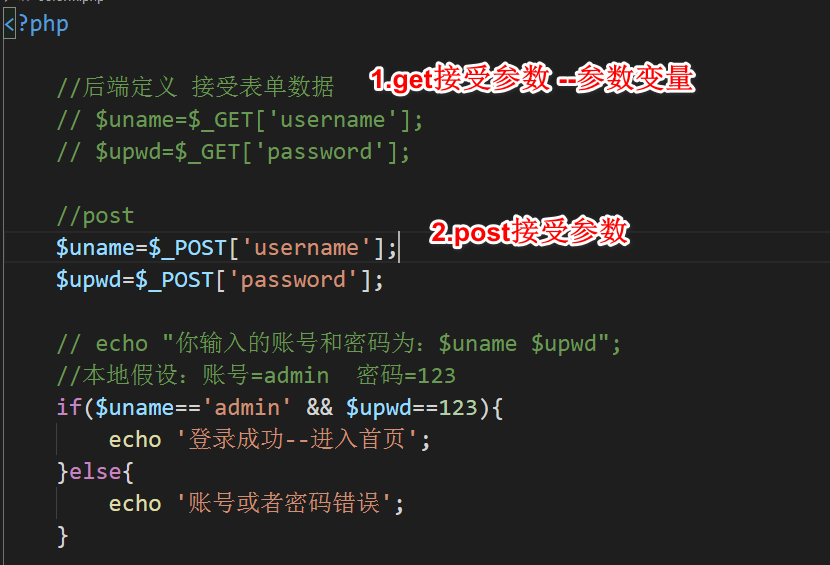 <?php
//后端定义 接受表单数据
1.get接受参数 --参数变量
// $uname=$_GET['username'];
// $upwd=$_GET['password'];
//post
$uname=$_POST['username'];
2.post接受参数
$upwd=$_POST['password'];
// echo "你输入的账号和密码为：$uname $upwd";
//本地假设：账号=admin  密码=123
if($uname=='admin' && $upwd==123){
echo '登录成功--进入首页';
}else{
echo '账号或者密码错误';
}